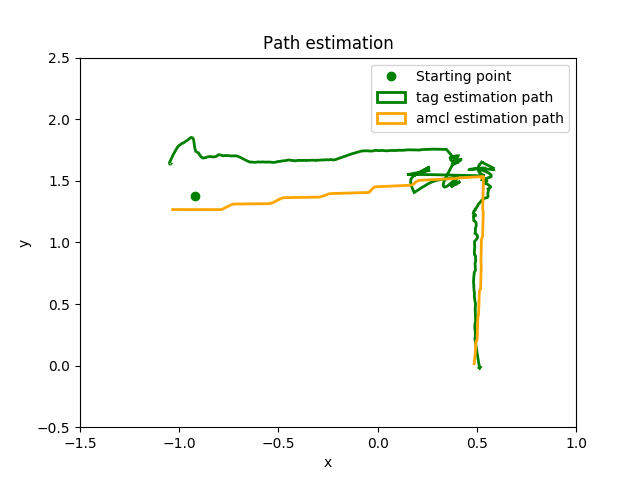 Path estimation
Starting point
tag estimation path
amcl estimation path
2.5
2.0
1.5
1.0
0.5
0.0
−0.5
y
−1.5
−1.0
−0.5
0.0
0.5
1.0
x